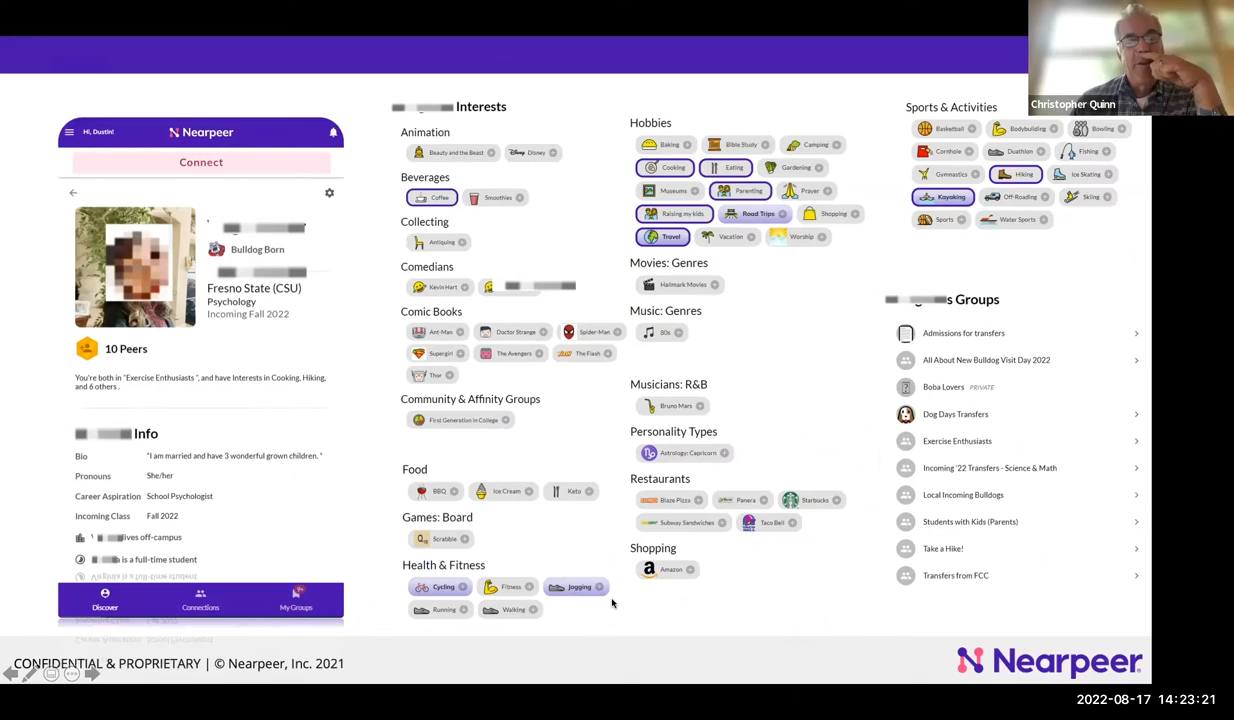 Christopher Quinn
Hi, Dustin!
Nearpeer
Connect
Bulldog Born
Fresno State (CSU)
Psychology
Incoming Fall 2022
10 Peers
You're both in "Exercise Enthusiasts", and have Interests in Cooking, Hiking,
and 6 others .
Info
Bio "I am married and have 3 wonderful grown children. "
Pronouns She/her
Career Aspiration School Psychologist
Incoming Class Fall 2022
lives off-campus
is a full-time student
Virginia is a full-time student
Discover Connections My Groups
Interests
Animation
Beauty and the Beast Disney
Beverages
Coffee Smoothies
Collecting
Antiquing
Comedians
Kevin Hart
Comic Books
Ant-Man Doctor Strange Spider-Man
Supergirl The Avengers The Flash
Thor
Community & Affinity Groups
First Generation in College
Food
BBQ Ice Cream Keto
Games: Board
Scrabble
Health & Fitness
Cycling Fitness Jogging
Running Walking
Hobbies
Baking Bible Study Camping
Cooking Eating Gardening
Museums Parenting Prayer
Raising my kids Road Trips Shopping
Travel Vacation Worship
Movies: Genres
Hallmark Movies
Music: Genres
80s
Musicians: R&B
Bruno Mars
Personality Types
Astrology: Capricorn
Restaurants
Blaze Pizza Panera Starbucks
Subway Sandwiches Taco Bell
Shopping
Amazon
Sports & Activities
Basketball Bodybuilding Bowling
Cornhole Duathlon Fishing
Gymnastics Hiking Ice Skating
Kayaking Off-Roading Skiing
Sports Water Sports
s Groups
Admissions for transfers
All About New Bulldog Visit Day 2022
Boba Lovers PRIVATE
Dog Days Transfers
Exercise Enthusiasts
Incoming '22 Transfers - Science & Math
Local Incoming Bulldogs
Students with Kids (Parents)
Take a Hike!
Transfers from FCC
CONFIDENTIAL & PROPRIETARY | © Nearpeer, Inc. 2021
Nearpeer
2022-08-17 14:23:21